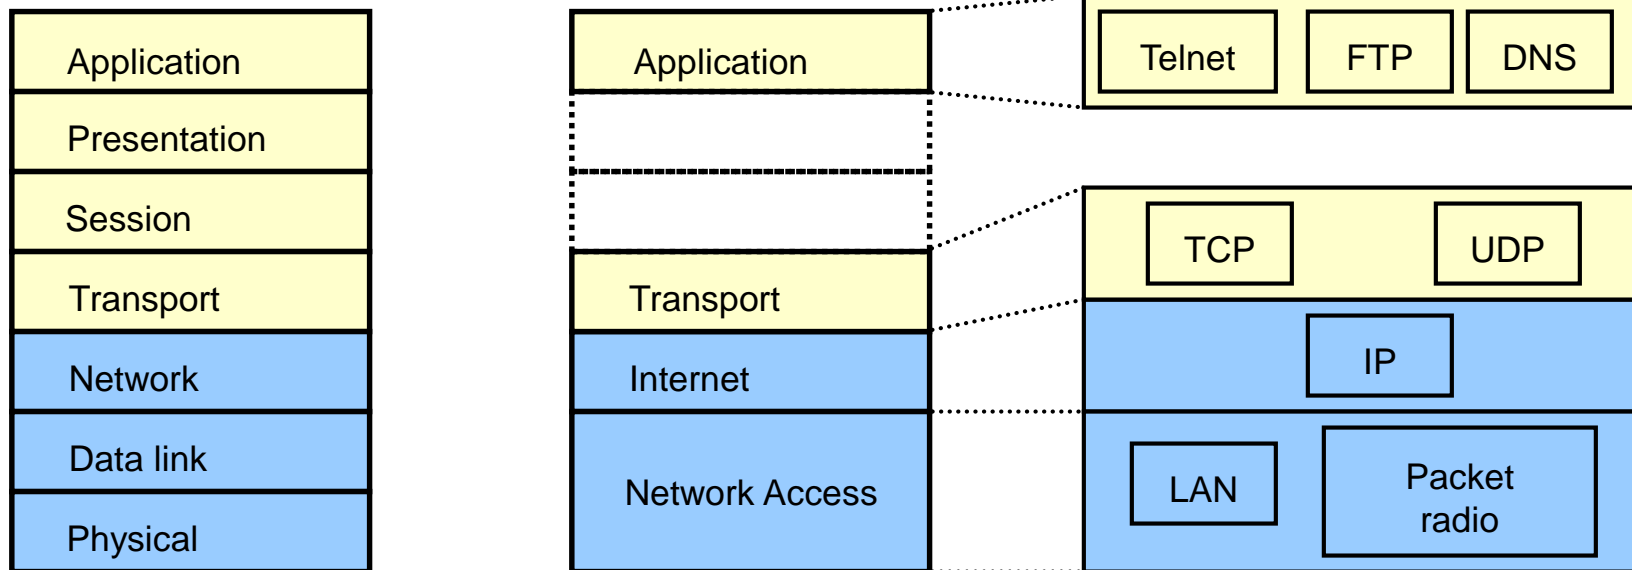 Application
Presentation
Session
Transport
Network
Data link
Physical
Application
Transport
Internet
Network Access
Telnet
FTP
DNS
TCP
UDP
IP
LAN
Packet
radio